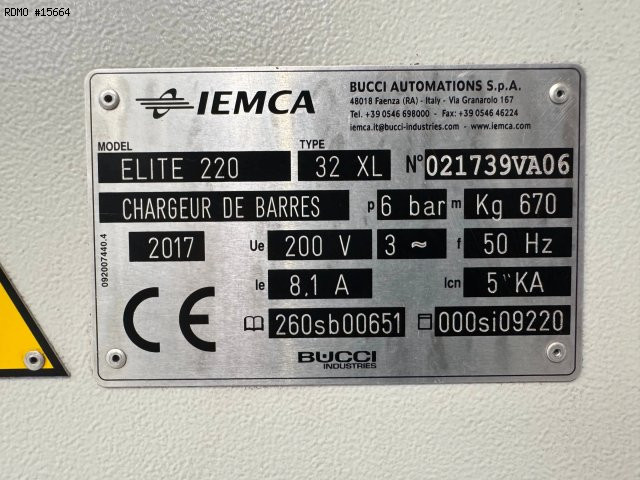 RDMO #15664
IEMCA
BUCCI AUTOMATIONS S.p.A.
48018 Faenza (RA) - Italy - Via Granarolo 167
Tel. +39 0546 698000 - Fax: +39 0546 46224
iemca.it@bucci-industries.com - www.iemca.com
MODEL TYPE
ELITE 220 32 XL N° 021739VA06
CHARGEUR DE BARRES p 6 bar m Kg 670
2017 Ue 200 V 3 ~ f 50 Hz
Ie 8,1 A Icn 5"KA
CE 260sb00651 000si09220
BUCCI
INDUSTRIES
092007440.4